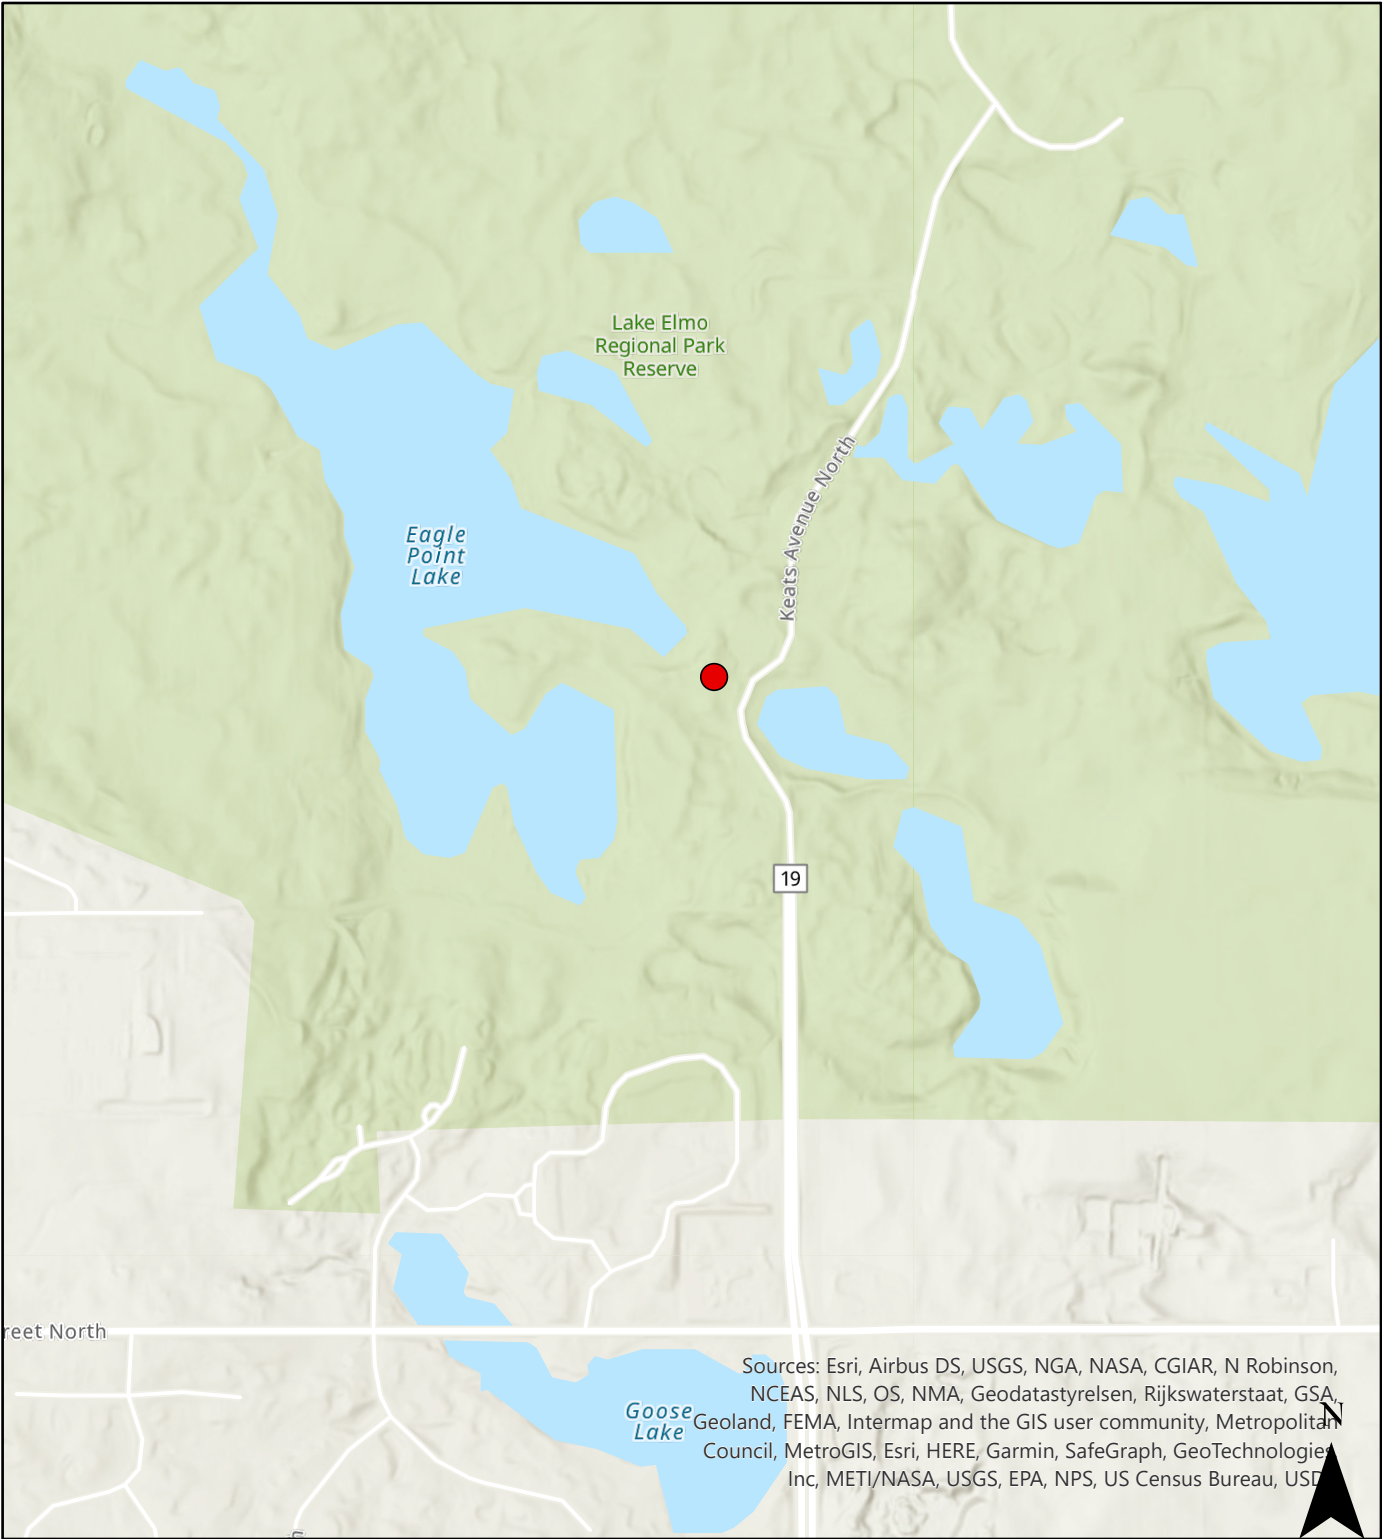 Lake Elmo
Regional Park
Reserve
Keats Avenue North
Eagle
Point
Lake
19
reet North
Goose
Lake
Sources: Esri, Airbus DS, USGS, NGA, NASA, CGIAR, N Robinson,
NCEAS, NLS, OS, NMA, Geodatastyrelsen, Rijkswaterstaat, GSA,
Geoland, FEMA, Intermap and the GIS user community, Metropolitan
Council, MetroGIS, Esri, HERE, Garmin, SafeGraph, GeoTechnologies
Inc, METI/NASA, USGS, EPA, NPS, US Census Bureau,
N